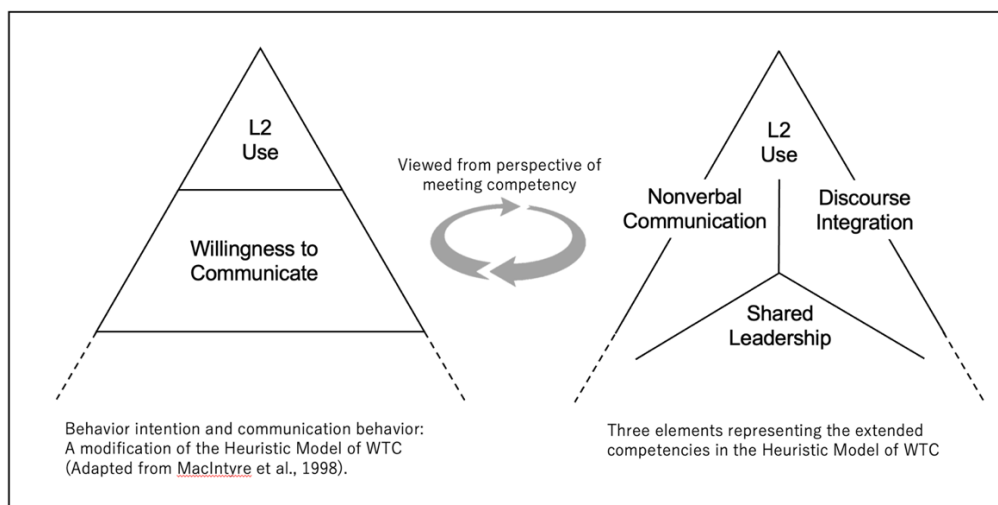 L2
Use
Willingness to
Communicate
Behavior intention and communication behavior:
A modification of the Heuristic Model of WTC
(Adapted from MacIntyre et al., 1998).
Viewed from perspective of
meeting competency
L2
Use
Nonverbal
Communication
Discourse
Integration
Shared
Leadership
Three elements representing the extended
competencies in the Heuristic Model of WTC